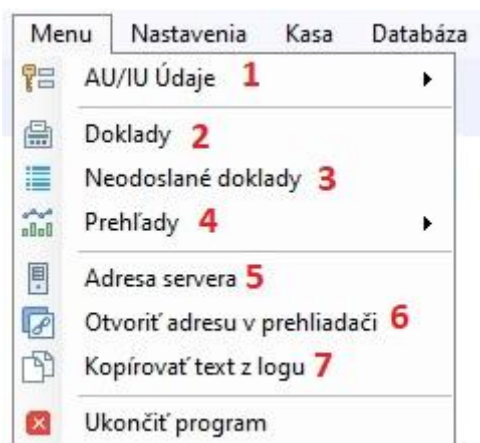 Menu Nastavenia Kasa Databáza
AU/IU Údaje 1
Doklady 2
Neodoslané doklady 3
Prehľady 4
Adresa servera 5
Otvoriť adresu v prehliadači 6
Kopírovať text z logu 7
Ukončiť program